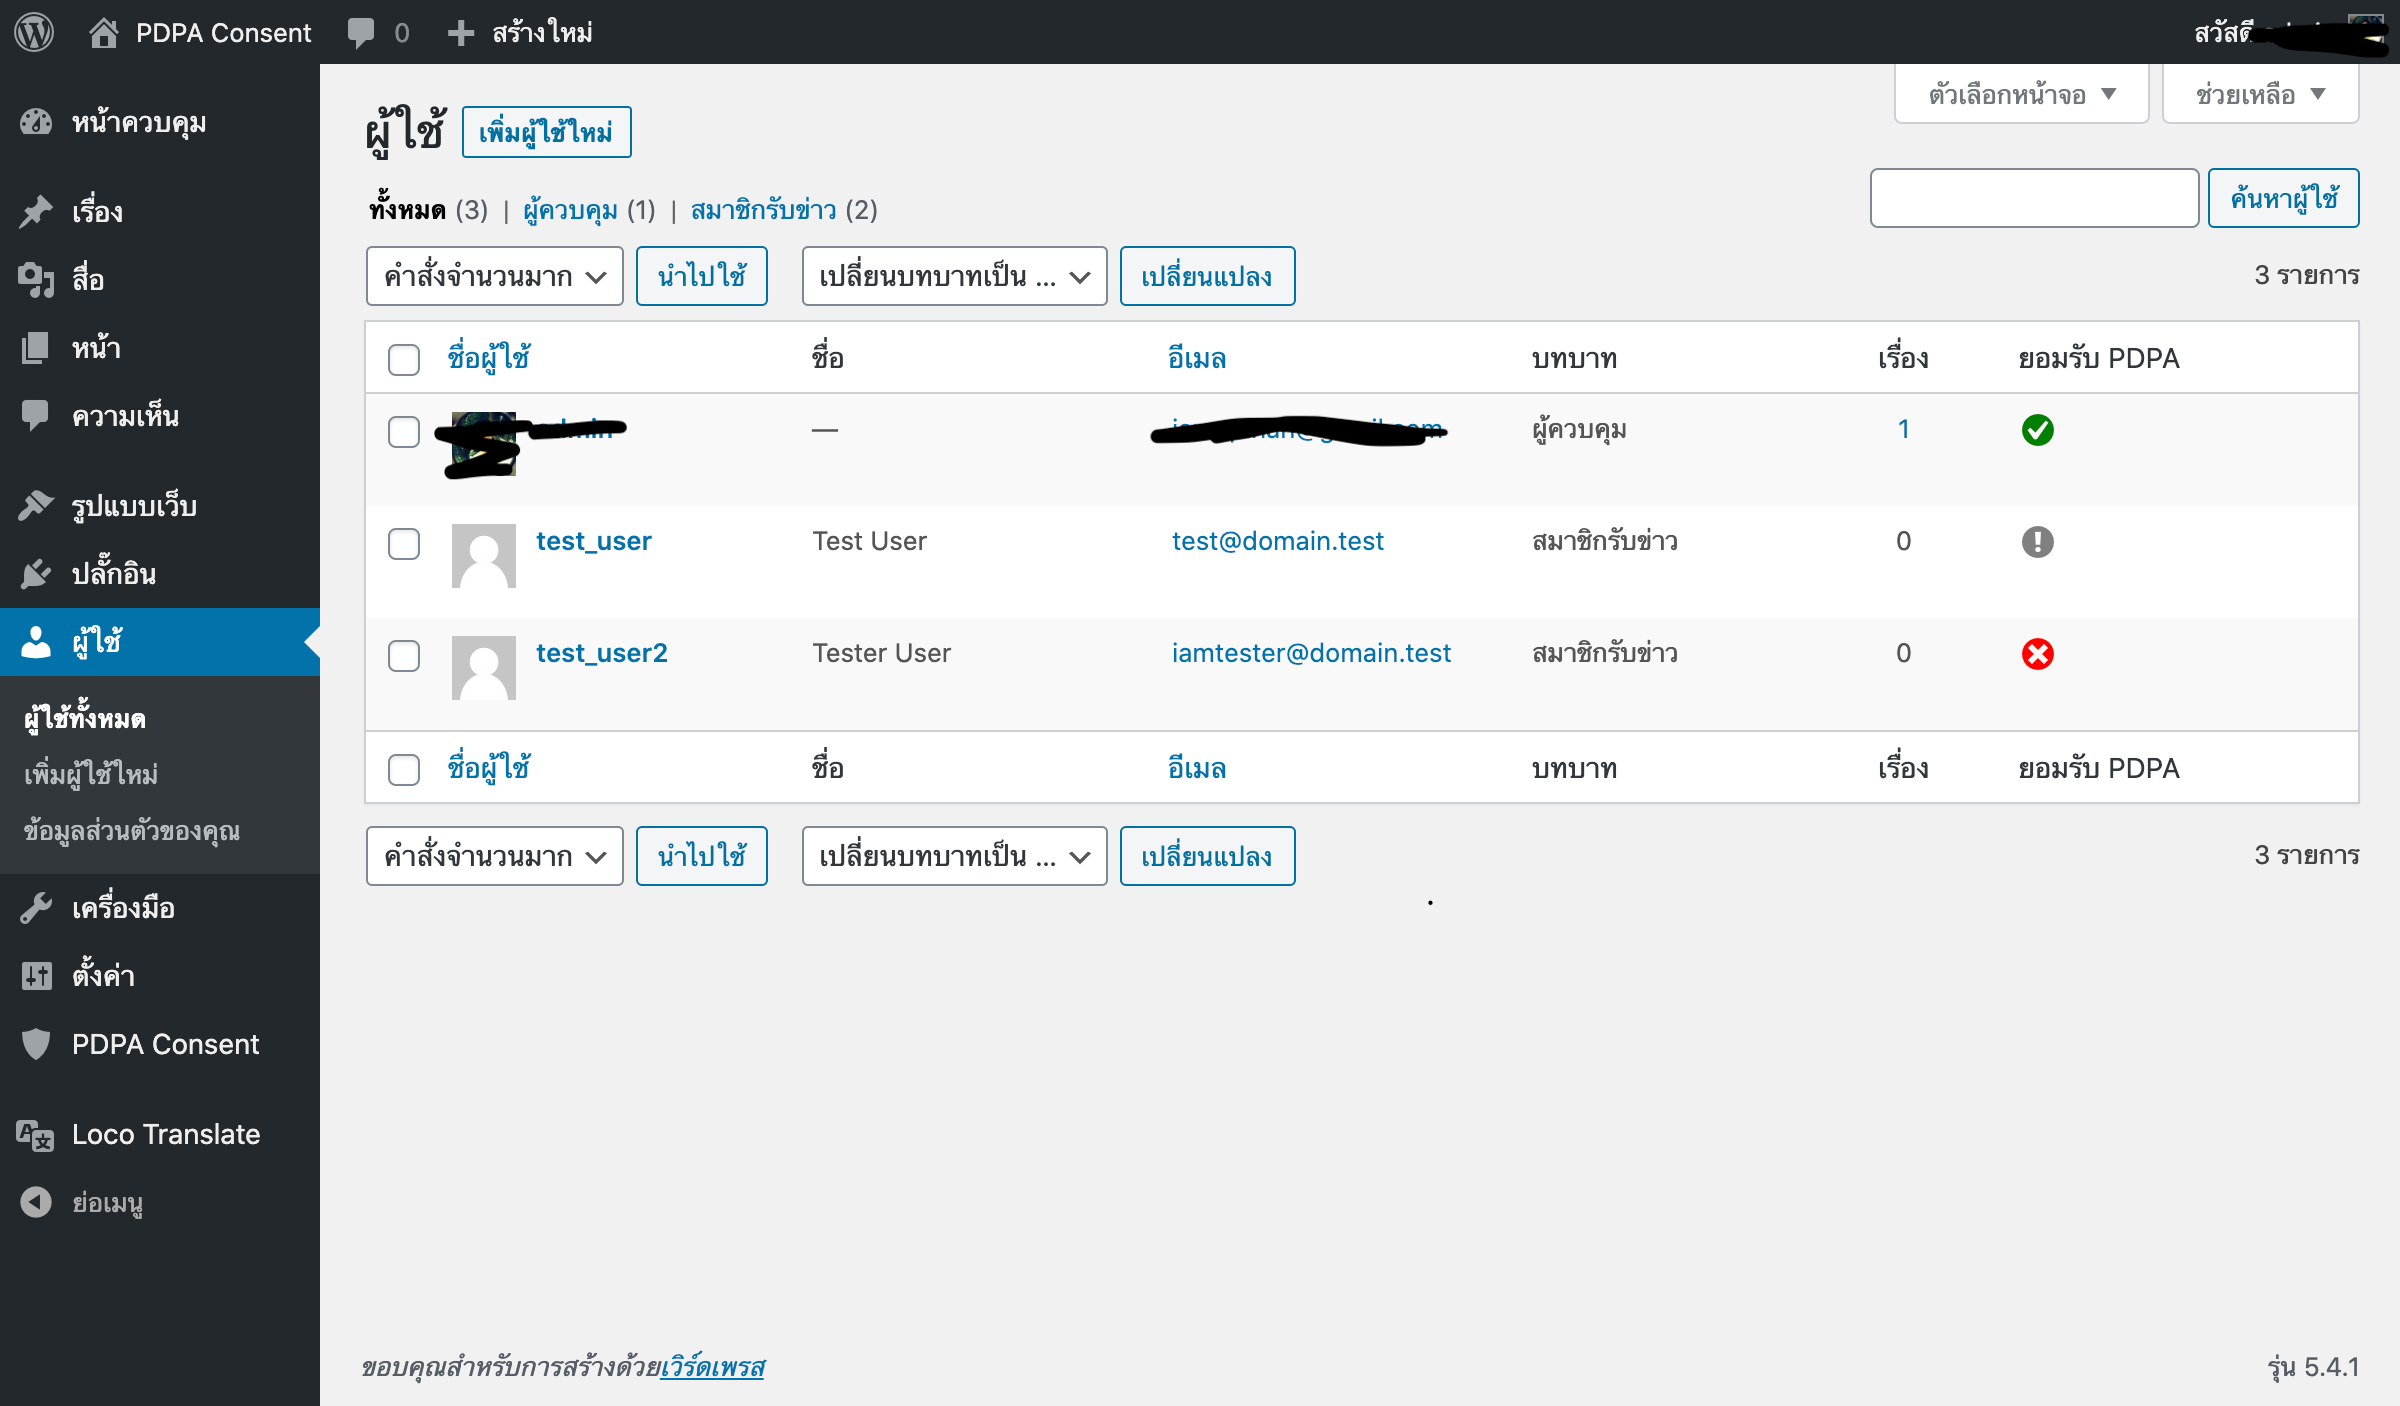 PDPA Consent 0 สร้างใหม่ สวัสดี
หน้าควบคุม
เรื่อง
สื่อ
หน้า
ความเห็น
รูปแบบเว็บ
ปลั๊กอิน
ผู้ใช้
ผู้ใช้ทั้งหมด
เพิ่มผู้ใช้ใหม่
ข้อมูลส่วนตัวของคุณ
เครื่องมือ
ตั้งค่า
PDPA Consent
Loco Translate
ย่อเมนู
ตัวเลือกหน้าจอ ช่วยเหลือ
ผู้ใช้ เพิ่มผู้ใช้ใหม่
ทั้งหมด (3) | ผู้ควบคุม (1) | สมาชิกรับข่าว (2)
ค้นหาผู้ใช้
คำสั่งจำนวนมาก นำไปใช้ เปลี่ยนบทบาทเป็น ... เปลี่ยนแปลง 3 รายการ
ชื่อผู้ใช้ ชื่อ อีเมล บทบาท เรื่อง ยอมรับ PDPA
— ผู้ควบคุม 1
test_user Test User test@domain.test สมาชิกรับข่าว 0
test_user2 Tester User iamtester@domain.test สมาชิกรับข่าว 0
ชื่อผู้ใช้ ชื่อ อีเมล บทบาท เรื่อง ยอมรับ PDPA
คำสั่งจำนวนมาก นำไปใช้ เปลี่ยนบทบาทเป็น ... เปลี่ยนแปลง 3 รายการ
ขอบคุณสำหรับการสร้างด้วยเวิร์ดเพรส รุ่น 5.4.1